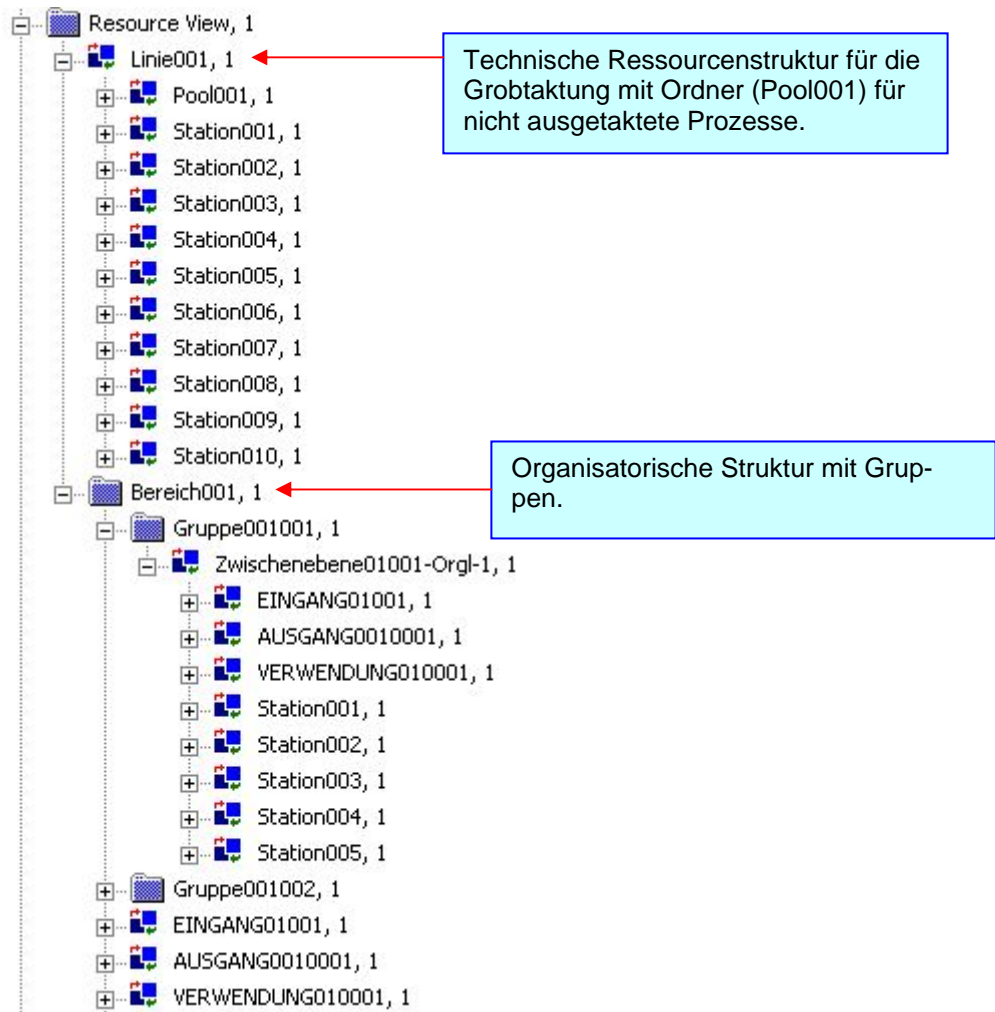 Resource View, 1
Linie001, 1
Technische Ressourcenstruktur für die
Grobtaktung mit Ordner (Pool001) für
nicht ausgetaktete Prozesse.
Pool001, 1
Station001, 1
Station002, 1
Station003, 1
Station004, 1
Station005, 1
Station006, 1
Station007, 1
Station008, 1
Station009, 1
Station010, 1
Organisatorische Struktur mit Grup-
pen.
Bereich001, 1
Gruppe001001, 1
Zwischenebene01001-Orgl-1, 1
EINGANG01001, 1
AUSGANG0010001, 1
VERWENDUNG010001, 1
Station001, 1
Station002, 1
Station003, 1
Station004, 1
Station005, 1
Gruppe001002, 1
EINGANG01001, 1
AUSGANG0010001, 1
VERWENDUNG010001, 1